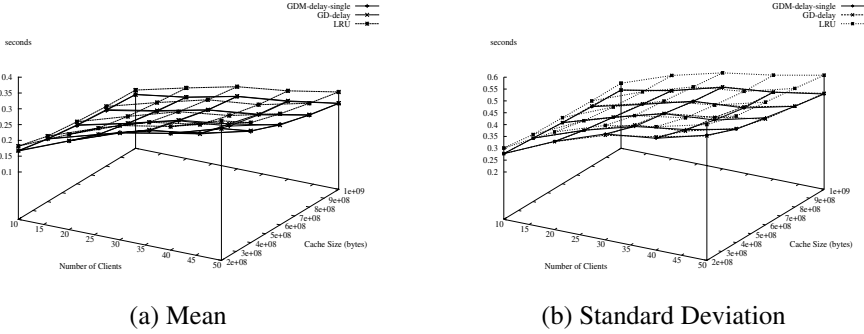 GDM-delay-single
GD-delay
LRU
seconds
0.4
0.35
0.3
0.25
0.2
0.15
0.1
10
15
20
25
30
35
40
45
50
Number of Clients
2e+08
3e+08
4e+08
5e+08
6e+08
7e+08
8e+08
9e+08
1e+09
Cache Size (bytes)
(a) Mean
GDM-delay-single
GD-delay
LRU
seconds
0.6
0.55
0.5
0.45
0.4
0.35
0.3
0.25
0.2
10
15
20
25
30
35
40
45
50
Number of Clients
2e+08
3e+08
4e+08
5e+08
6e+08
7e+08
8e+08
9e+08
1e+09
Cache Size (bytes)
(b) Standard Deviation